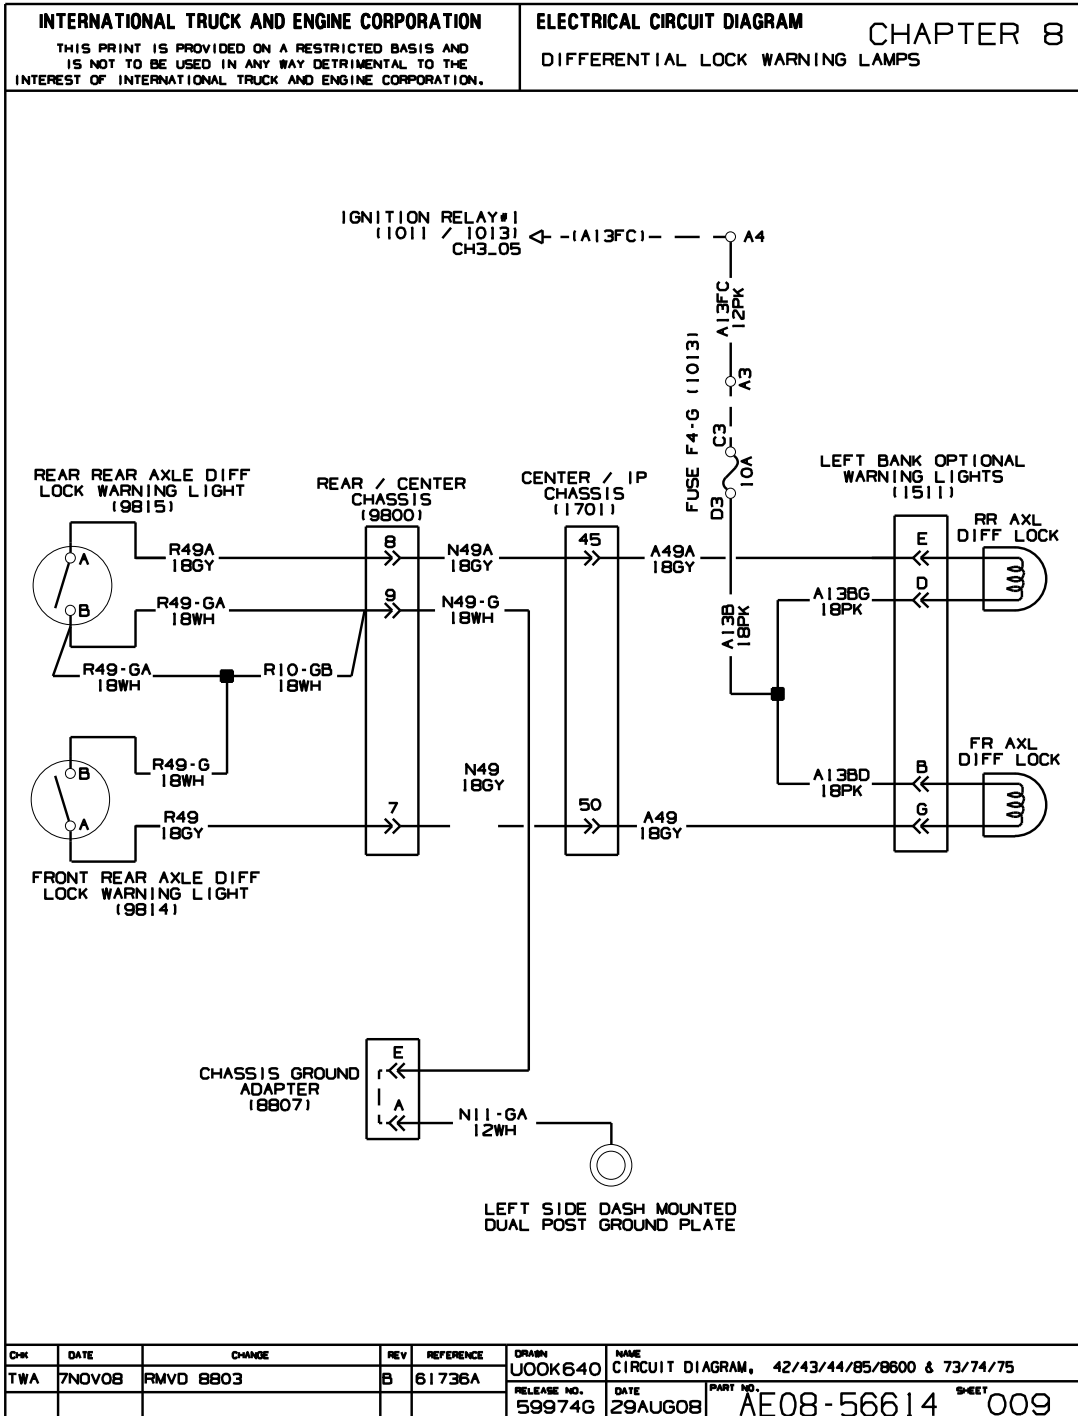 INTERNATIONAL TRUCK AND ENGINE CORPORATION
THIS PRINT IS PROVIDED ON A RESTRICTED BASIS AND
IS NOT TO BE USED IN ANY WAY DETRIMENTAL TO THE
INTEREST OF INTERNATIONAL TRUCK AND ENGINE CORPORATION.
ELECTRICAL CIRCUIT DIAGRAM
CHAPTER 8
DIFFERENTIAL LOCK WARNING LAMPS
IGNITION RELAY#1
(1011 / 1013)
CH3_05
(A13FC)
A4
A13FC
12PK
A3
FUSE F4-G (1013)
C3
10A
D3
REAR REAR AXLE DIFF
LOCK WARNING LIGHT
(9815)
REAR / CENTER
CHASSIS
(9800)
CENTER / IP
CHASSIS
(1701)
LEFT BANK OPTIONAL
WARNING LIGHTS
(1511)
RR AXL
DIFF LOCK
A
R49A
18GY
8
N49A
18GY
45
A49A
18GY
E
B
R49-GA
18WH
9
N49-G
18WH
A13B
18PK
A13BG
18PK
D
R49-GA
18WH
R10-GB
18WH
B
R49-G
18WH
N49
18GY
A13BD
18PK
B
FR AXL
DIFF LOCK
A
R49
18GY
7
50
A49
18GY
G
FRONT REAR AXLE DIFF
LOCK WARNING LIGHT
(9814)
CHASSIS GROUND
ADAPTER
(8807)
E
A
N11-GA
12WH
LEFT SIDE DASH MOUNTED
DUAL POST GROUND PLATE
CHK DATE CHANGE REV REFERENCE
TWA 7NOV08 RMVD 8803 B 61736A
DRAWN
U00K640
NAME
CIRCUIT DIAGRAM, 42/43/44/85/8600 & 73/74/75
RELEASE NO.
59974G
DATE
29AUG08
PART NO.
AE08-56614
SHEET
009